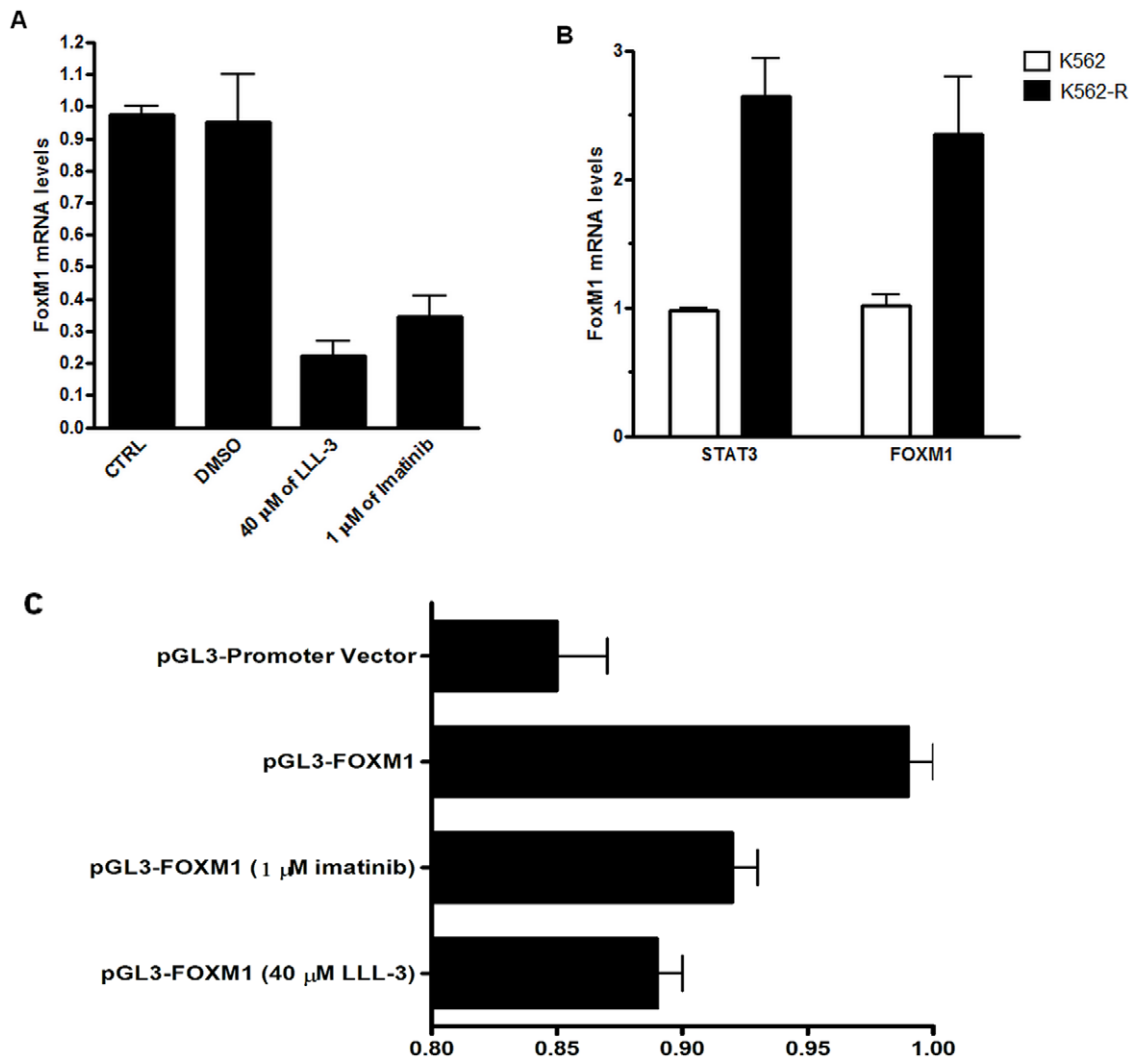 A
FoxM1 mRNA levels
1.2
1.1
1.0
0.9
0.8
0.7
0.6
0.5
0.4
0.3
0.2
0.1
0.0
CTRL
DMSO
40 μM of LLL-3
1 μM of Imatinib
B
FoxM1 mRNA levels
3
2
1
0
STAT3
FOXM1
K562
K562-R
C
pGL3-Promoter Vector
pGL3-FOXM1
pGL3-FOXM1 (1 μM imatinib)
pGL3-FOXM1 (40 μM LLL-3)
0.80 0.85 0.90 0.95 1.00